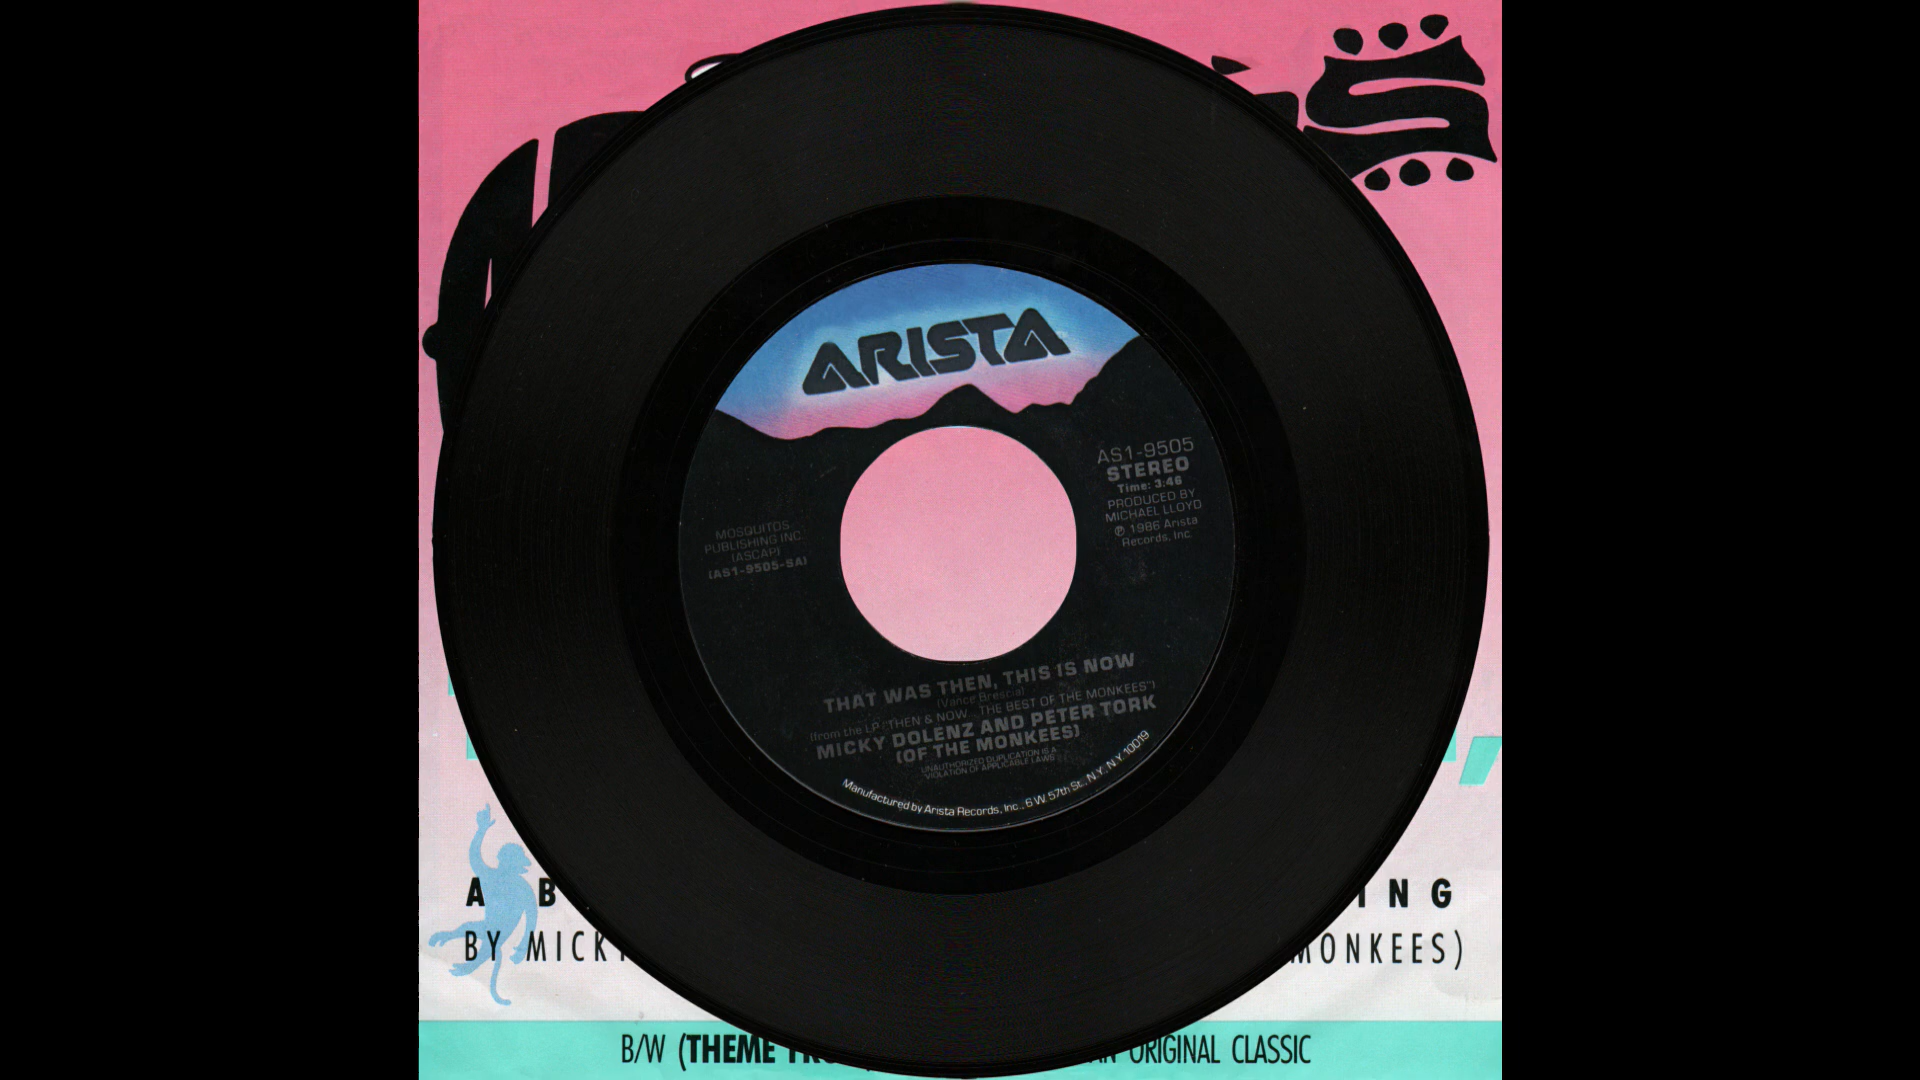 S
ARISTA
AS1-9505
STEREO
Time: 3:46
PRODUCED BY
MICHAEL LLOYD
℗ 1986 Arista
Records, Inc.
MOSQUITOS
PUBLISHING INC.
(ASCAP)
(AS1-9505-SA)
THAT WAS THEN, THIS IS NOW
(Vance Brescia)
(from the LP "THEN & NOW...THE BEST OF THE MONKEES")
MICKY DOLENZ AND PETER TORK
(OF THE MONKEES)
UNAUTHORIZED DUPLICATION IS A
VIOLATION OF APPLICABLE LAWS
Manufactured by Arista Records, Inc., 6 W. 57th St., N.Y., N.Y. 10019
A B ING
BY MICK MONKEES)
B/W (THEME ORIGINAL CLASSIC